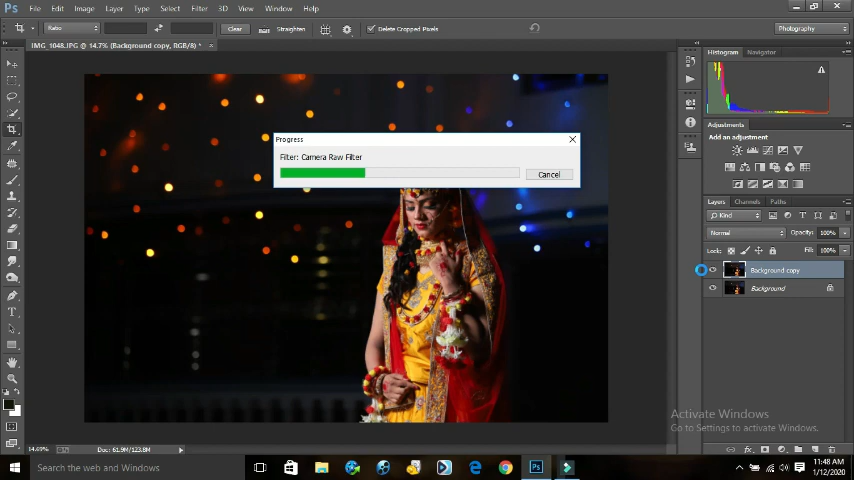 File Edit Image Layer Type Select Filter 3D View Window Help
Ratio Clear Straighten Delete Cropped Pixels Photography
IMG_1048.JPG @ 14.7% (Background copy, RGB/8) *
Histogram Navigator
Progress
Filter: Camera Raw Filter
Cancel
Adjustments
Add an adjustment
Layers Channels Paths
Kind
Normal Opacity: 100%
Lock: Fill: 100%
Background copy
Background
Activate Windows
Go to Settings to activate Windows.
14.69% Doc: 61.9M/123.8M
Search the web and Windows
11:48 AM
1/12/2020